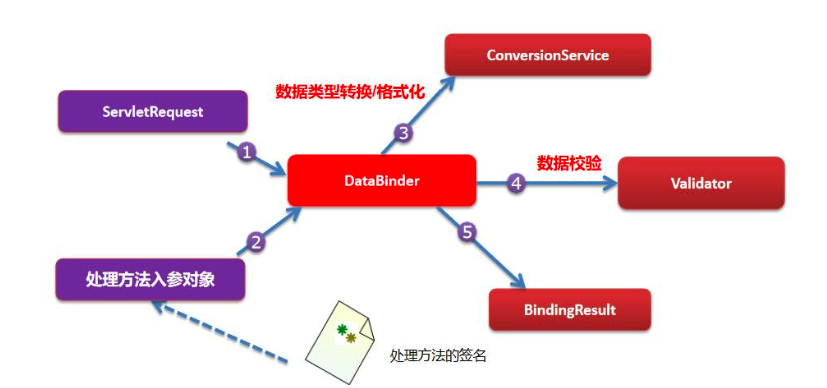 ConversionService
数据类型转换/格式化
ServletRequest
3
1
数据校验
DataBinder
4
Validator
2
5
处理方法入参对象
BindingResult
处理方法的签名